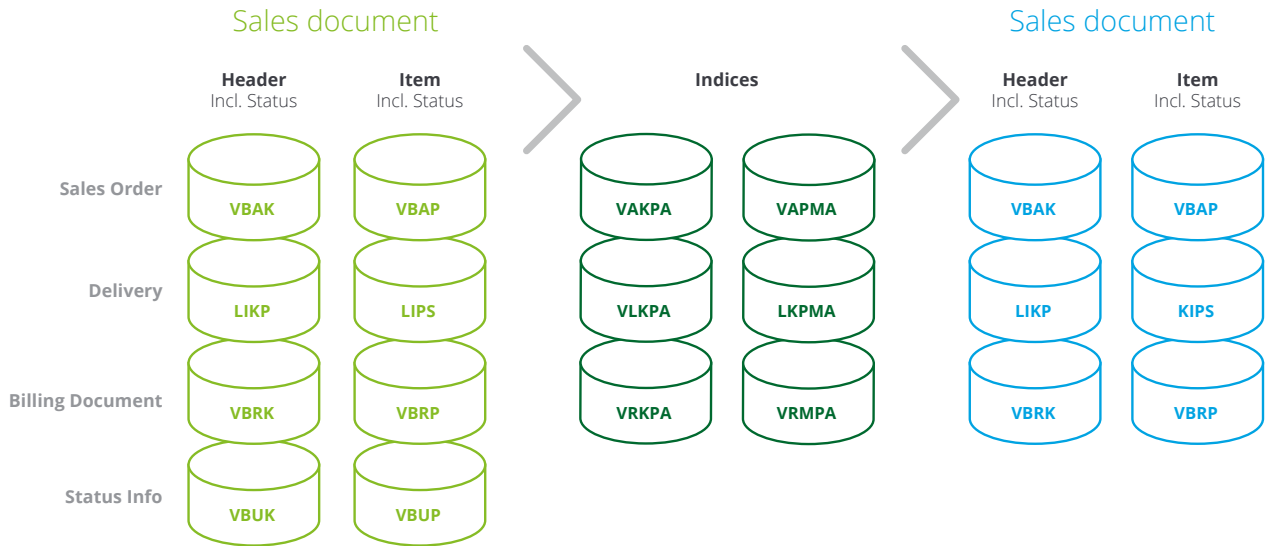 Sales document
Sales document
Header
Incl. Status
Item
Incl. Status
Indices
Header
Incl. Status
Item
Incl. Status
Sales Order
VBAK
VBAP
VAKPA
VAPMA
VBAK
VBAP
Delivery
LIKP
LIPS
VLKPA
LKPMA
LIKP
KIPS
Billing Document
VBRK
VBRP
VRKPA
VRMPA
VBRK
VBRP
Status Info
VBUK
VBUP